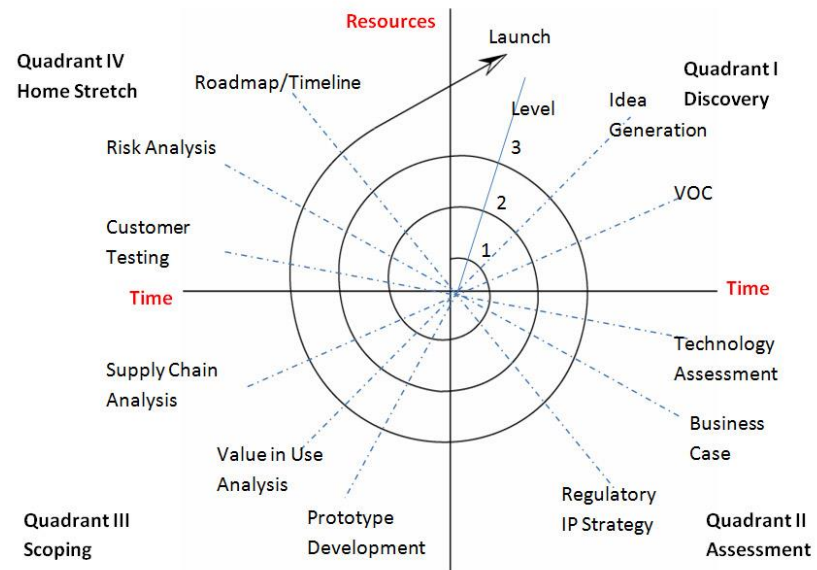 Resources
Launch
Quadrant IV
Home Stretch
Quadrant I
Discovery
Roadmap/Timeline
Level
Idea
Generation
Risk Analysis
3
VOC
2
Customer
Testing
1
Time
Time
Technology
Assessment
Supply Chain
Analysis
Business
Case
Value in Use
Analysis
Regulatory
IP Strategy
Prototype
Development
Quadrant III
Scoping
Quadrant II
Assessment